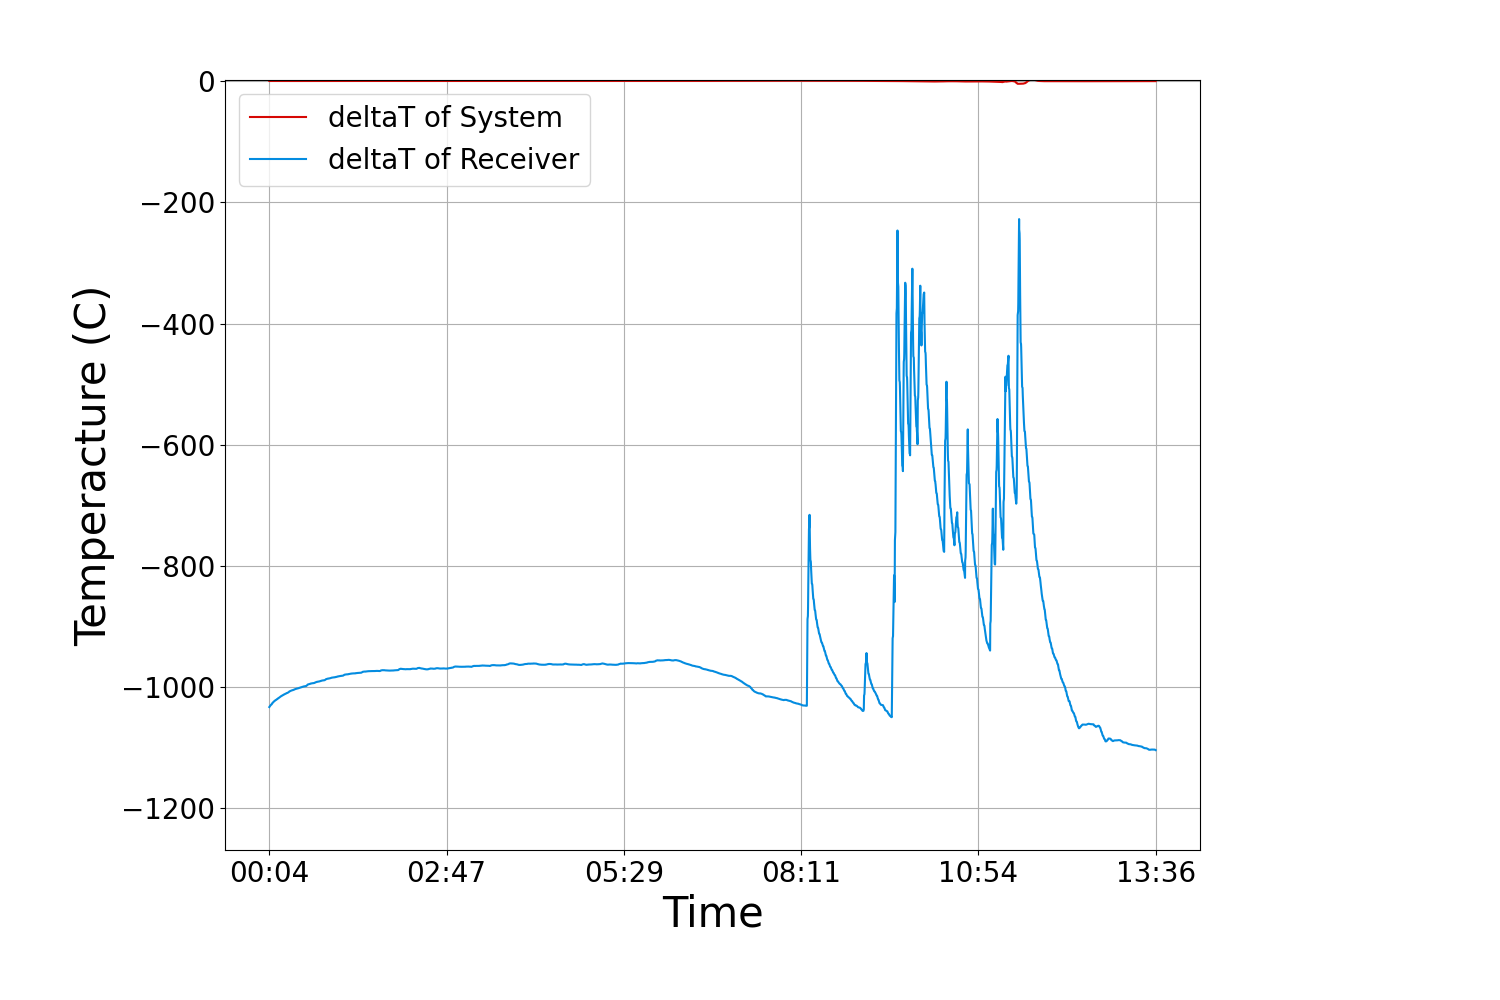 deltaT of System
deltaT of Receiver
0
−200
−400
−600
−800
−1000
−1200
Temperacture (C)
00:04 02:47 05:29 08:11 10:54 13:36
Time